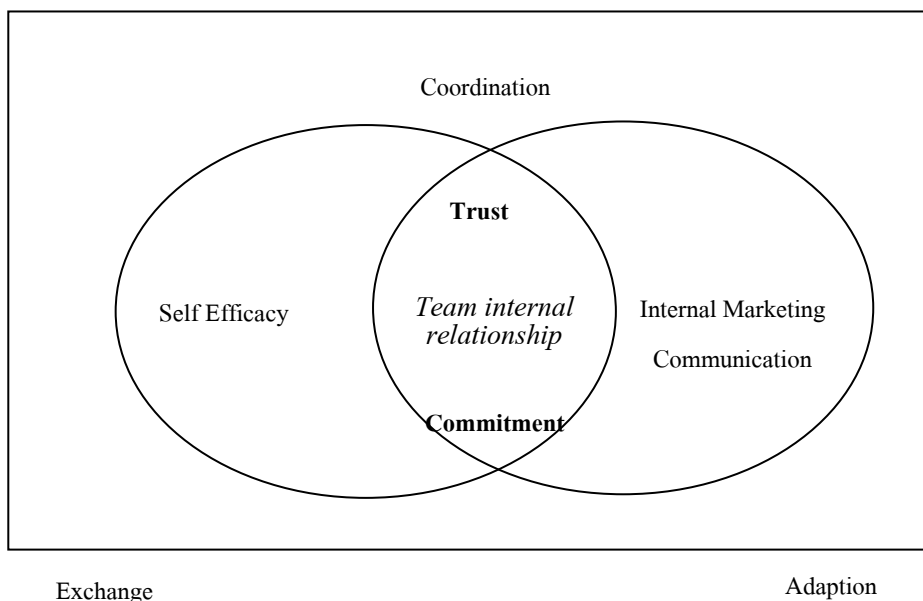 Coordination
Trust
Self Efficacy
Team internal
relationship
Internal Marketing
Communication
Commitment
Exchange
Adaption